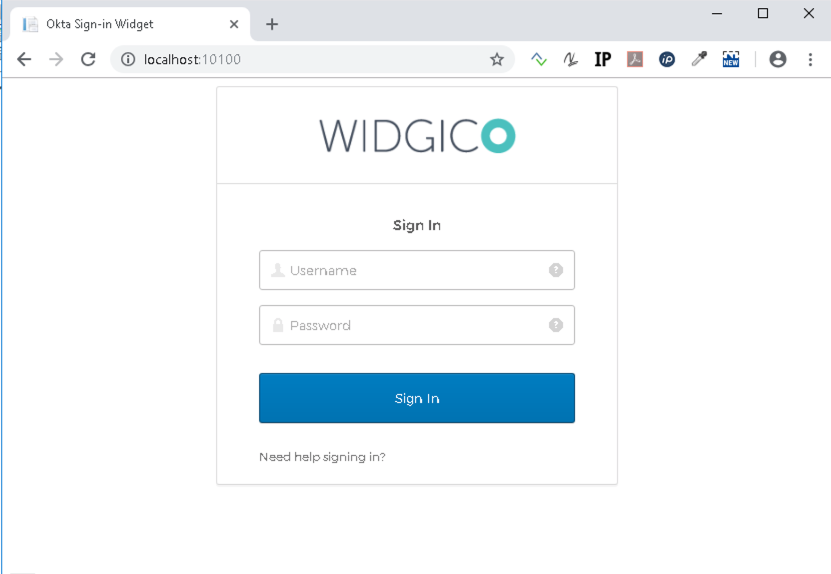 Okta Sign-in Widget
localhost:10100
IP
iP
NEW
WIDGICO
Sign In
Username
?
Password
?
Sign In
Need help signing in?